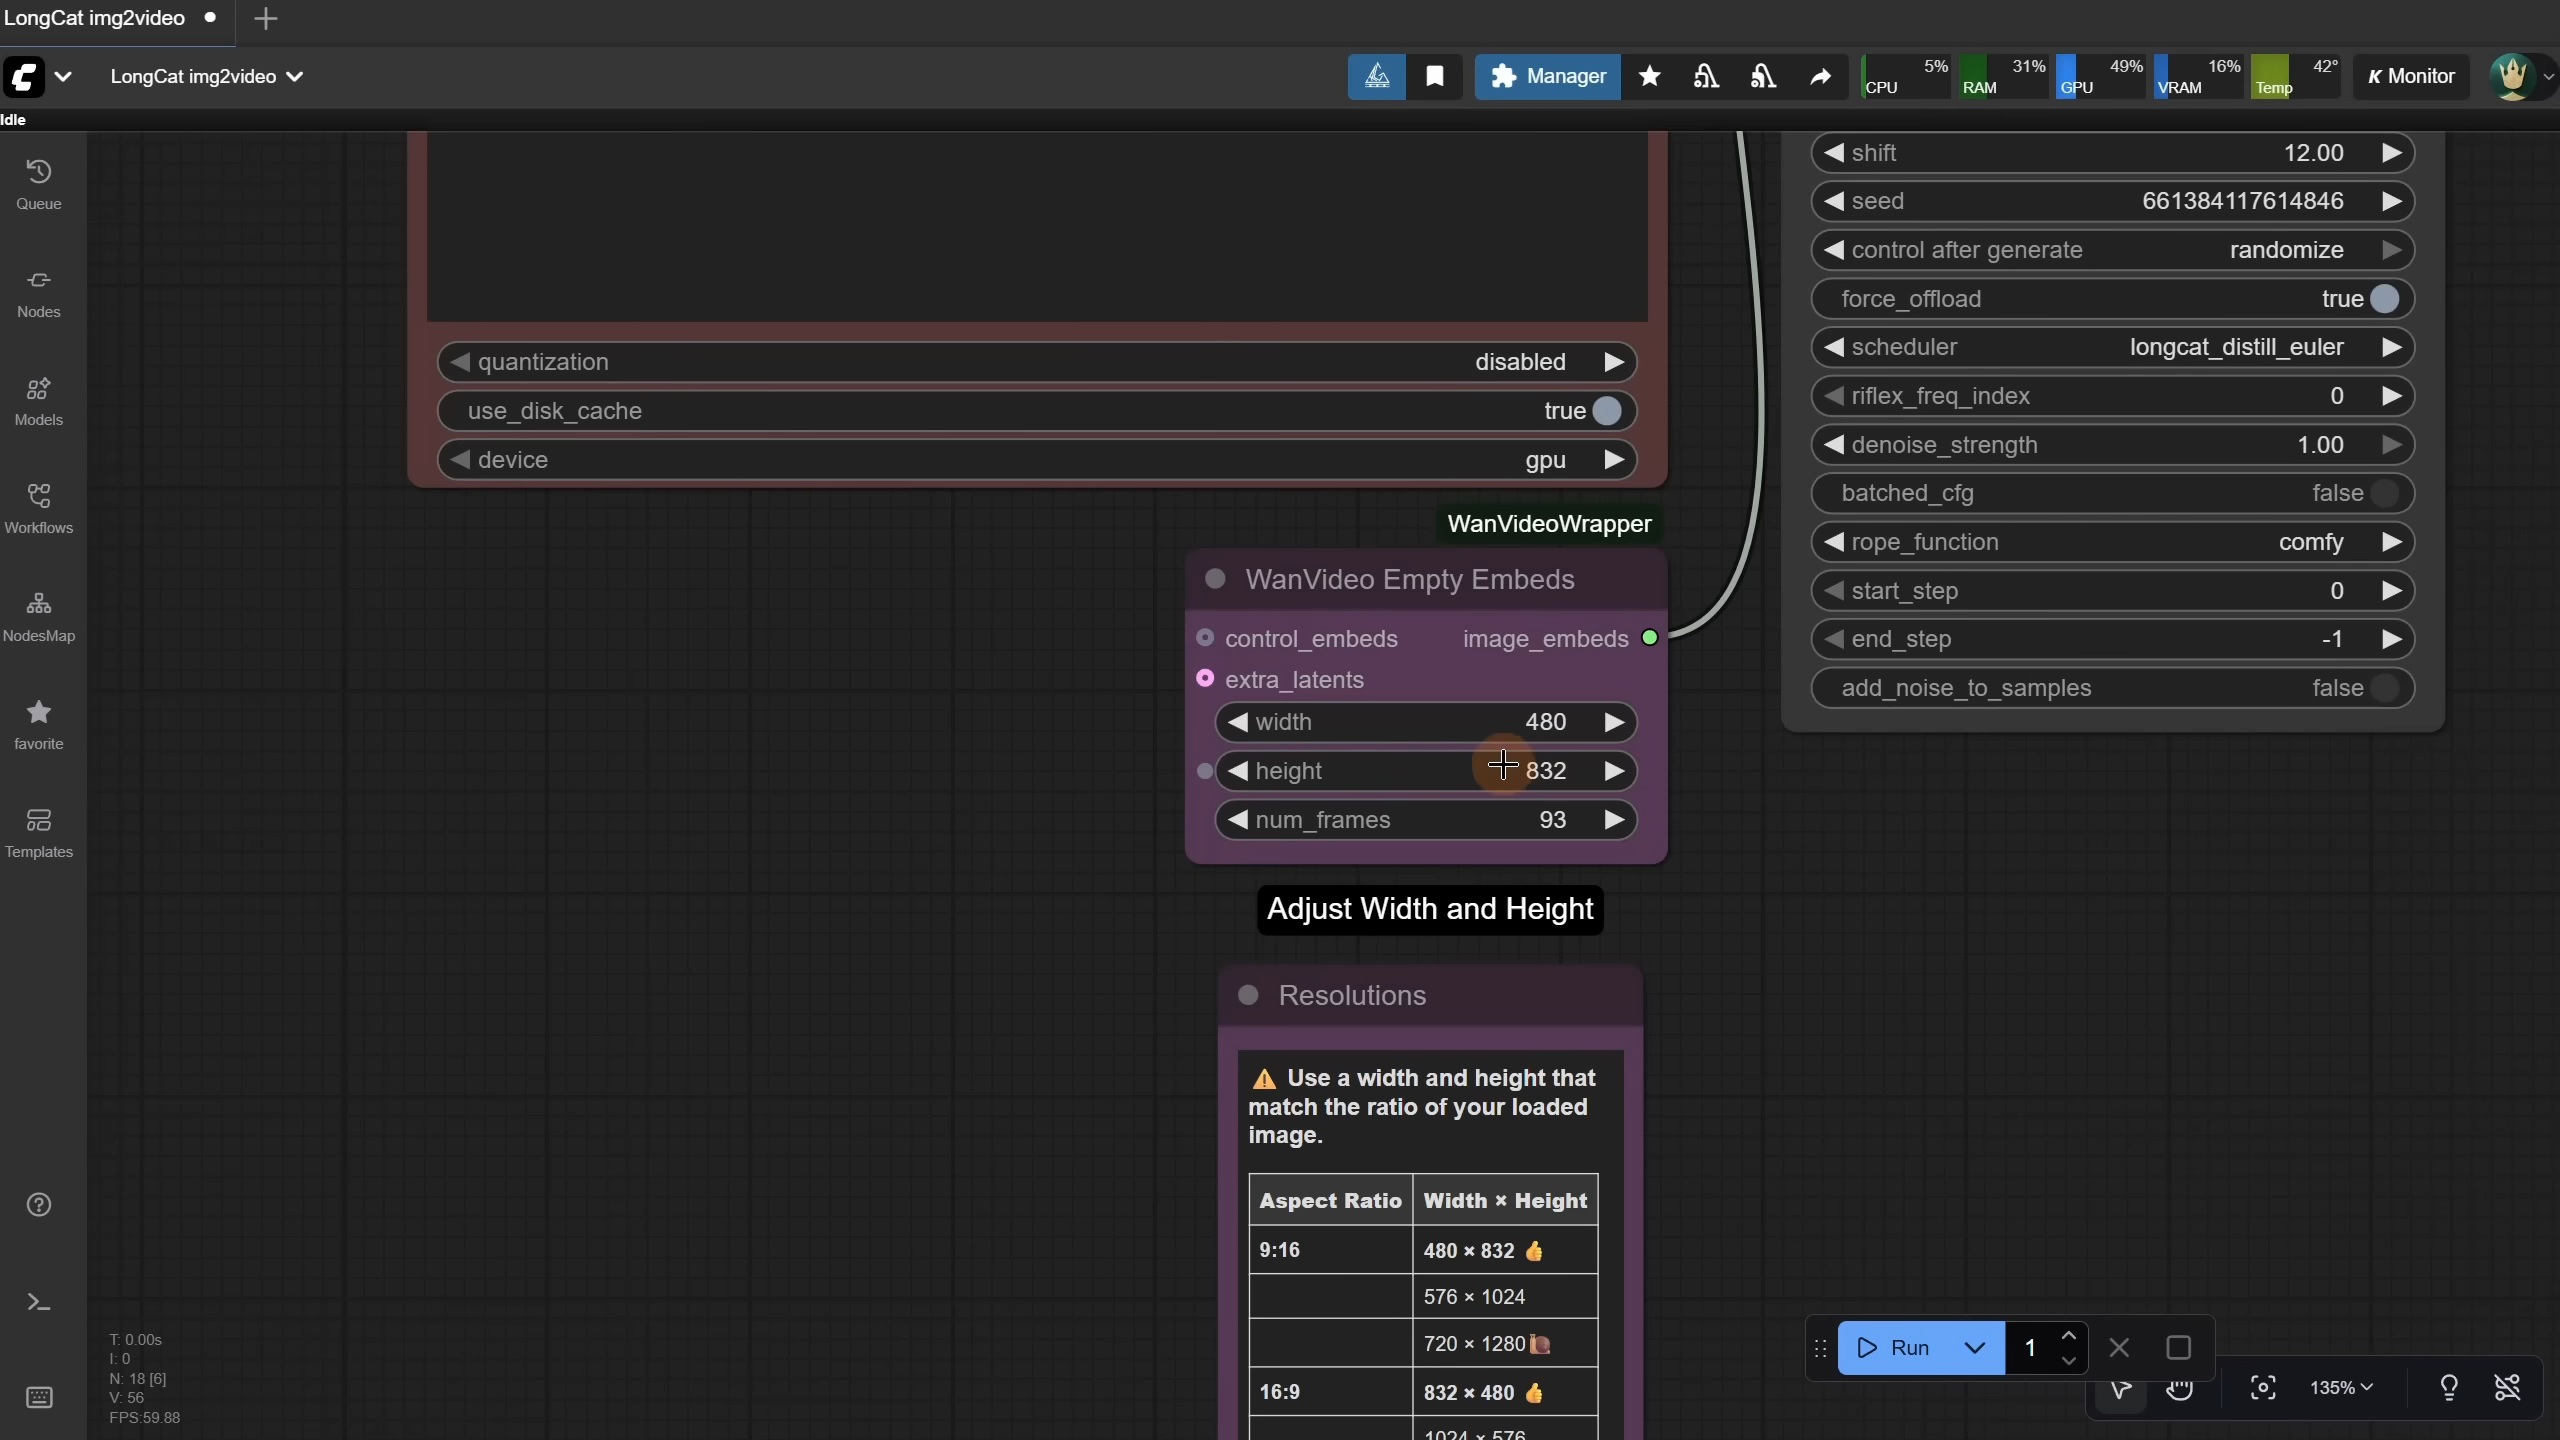 LongCat img2video
LongCat img2video
Manager
CPU 5%
RAM 31%
GPU 49%
VRAM 16%
Temp 42°
K Monitor
Idle
Queue
Nodes
Models
Workflows
NodesMap
favorite
Templates
quantization disabled
use_disk_cache true
device gpu
shift 12.00
seed 661384117614846
control after generate randomize
force_offload true
scheduler longcat_distill_euler
riflex_freq_index 0
denoise_strength 1.00
batched_cfg false
rope_function comfy
start_step 0
end_step -1
add_noise_to_samples false
WanVideoWrapper
WanVideo Empty Embeds
control_embeds image_embeds
extra_latents
width 480
height 832
num_frames 93
Adjust Width and Height
Resolutions
⚠️ Use a width and height that
match the ratio of your loaded
image.
Aspect Ratio Width × Height
9:16 480 × 832 👍
576 × 1024
720 × 1280🐌
16:9 832 × 480 👍
1024 × 576
T: 0.00s
I: 0
N: 18 [6]
V: 56
FPS:59.88
Run 1
135%